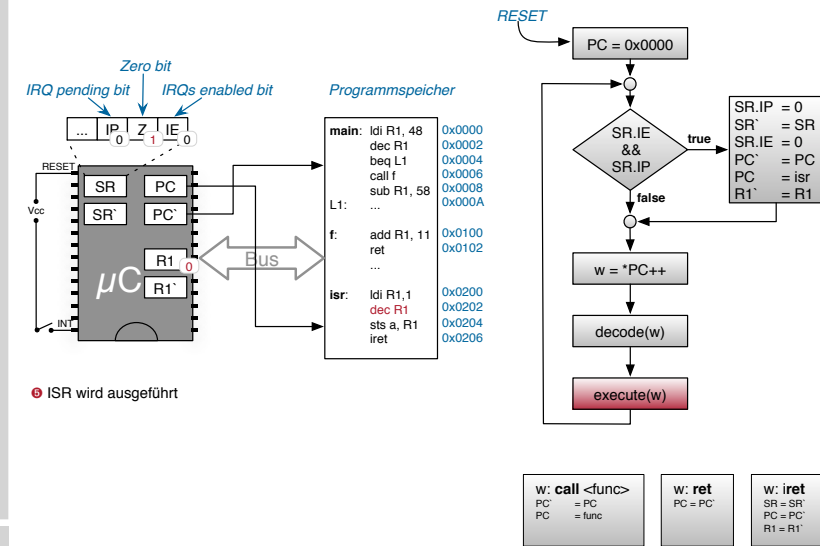 RESET
PC = 0x0000
Zero bit
IRQ pending bit
IRQs enabled bit
Programmspeicher
... IP Z IE
0 1 0
RESET
Vcc
INT
SR PC
SR` PC`
R1
0
R1`
µC
Bus
main: ldi R1, 48 0x0000
dec R1 0x0002
beq L1 0x0004
call f 0x0006
sub R1, 58 0x0008
L1: ... 0x000A
f: add R1, 11 0x0100
ret 0x0102
...
isr: ldi R1,1 0x0200
dec R1 0x0202
sts a, R1 0x0204
iret 0x0206
❺ ISR wird ausgeführt
SR.IE
&&
SR.IP
true
false
SR.IP = 0
SR` = SR
SR.IE = 0
PC` = PC
PC = isr
R1` = R1
w = *PC++
decode(w)
execute(w)
w: call <func>
PC` = PC
PC = func
w: ret
PC = PC`
w: iret
SR = SR`
PC = PC`
R1 = R1`